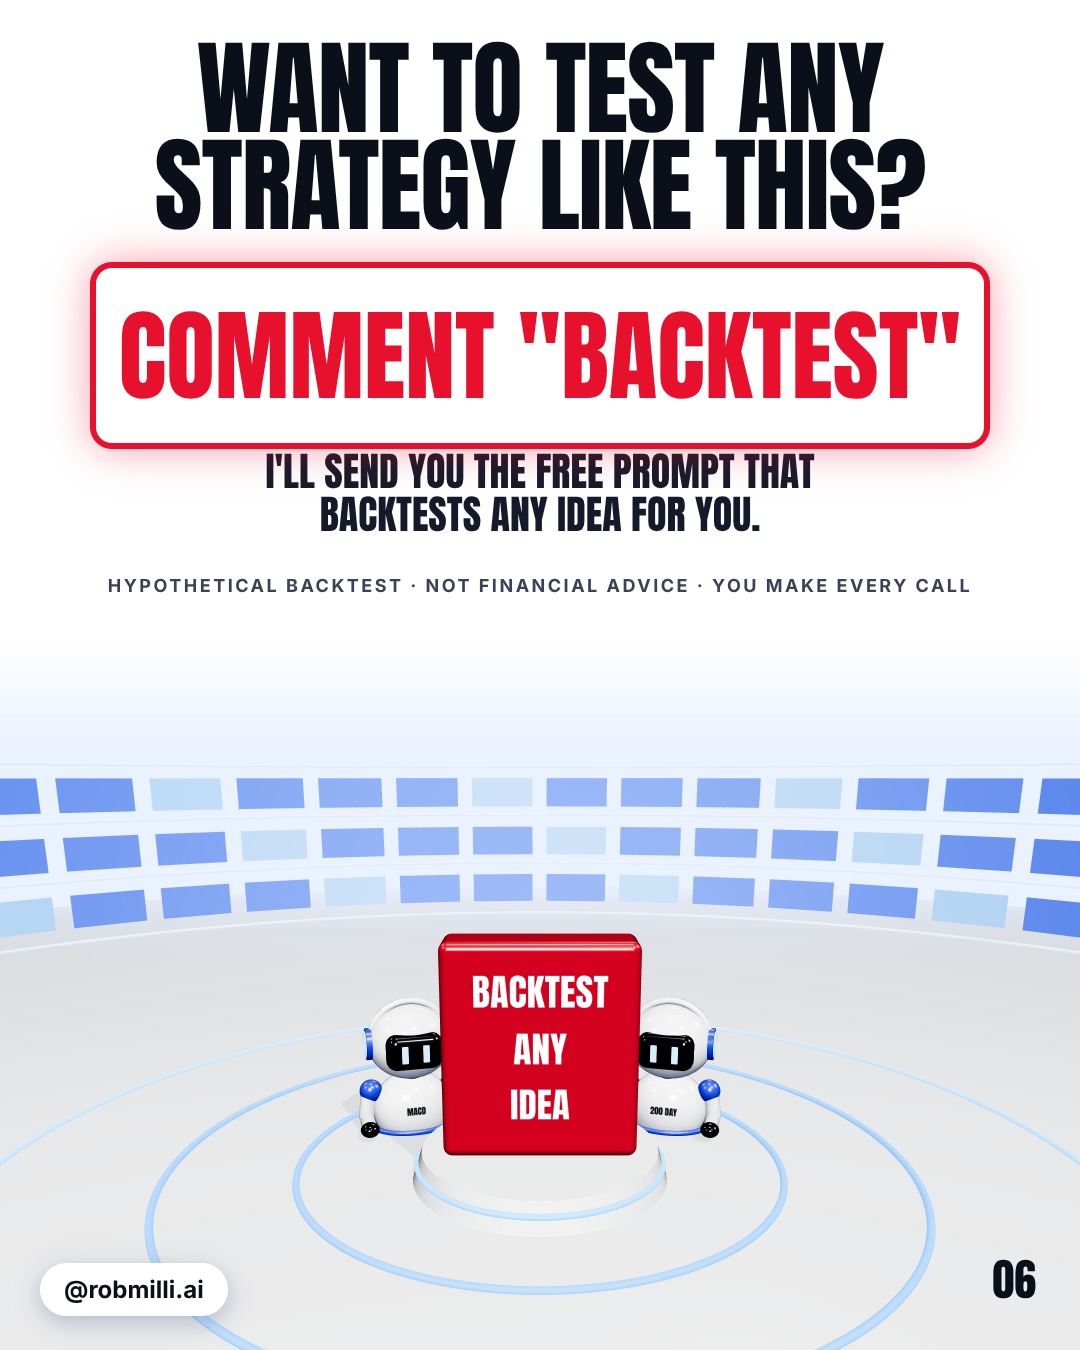 WANT TO TEST ANY
STRATEGY LIKE THIS?
COMMENT "BACKTEST"
I'LL SEND YOU THE FREE PROMPT THAT
BACKTESTS ANY IDEA FOR YOU.
HYPOTHETICAL BACKTEST · NOT FINANCIAL ADVICE · YOU MAKE EVERY CALL
BACKTEST
ANY
IDEA
MACD
200 DAY
@robmilli.ai
06